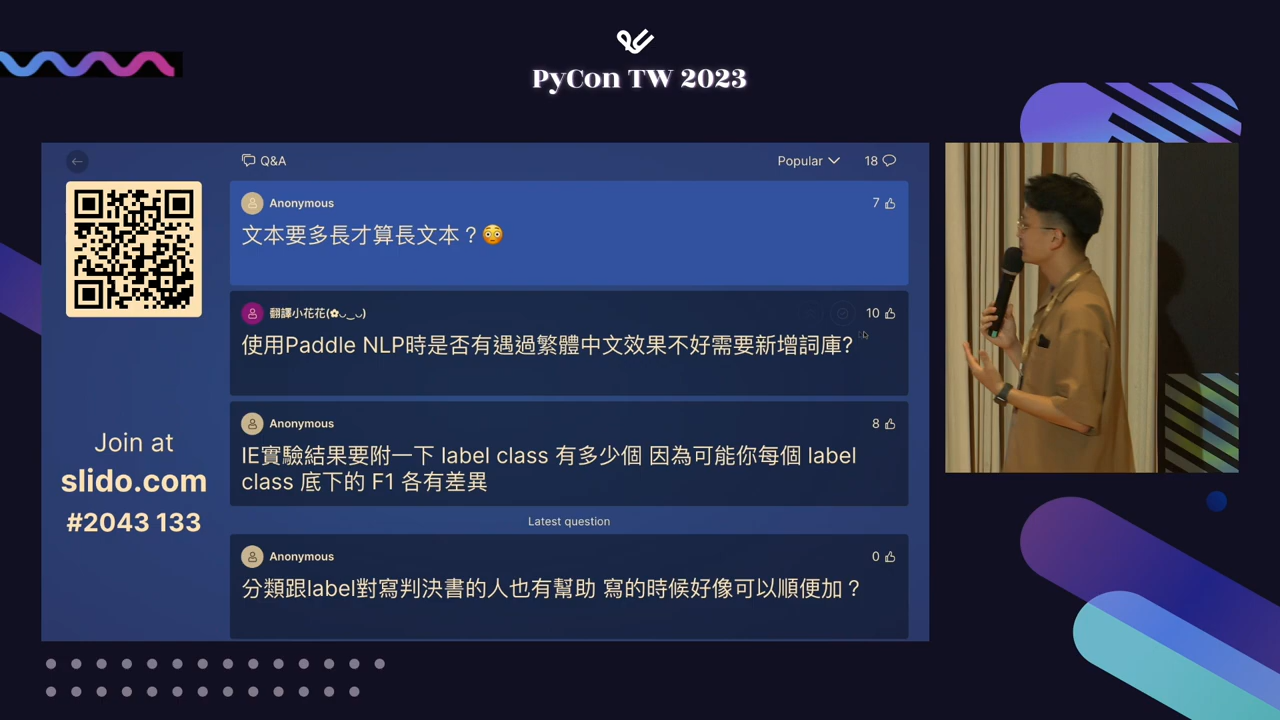 PyCon TW 2023
Q&A
Popular
18
Anonymous
7
文本要多長才算長文本？😳
翻譯小花花(✿◡‿◡)
10
使用Paddle NLP時是否有遇過繁體中文效果不好需要新增詞庫?
Anonymous
8
IE實驗結果要附一下 label class 有多少個 因為可能你每個 label
class 底下的 F1 各有差異
Latest question
Anonymous
0
分類跟label對寫判決書的人也有幫助 寫的時候好像可以順便加？
Join at
slido.com
#2043 133